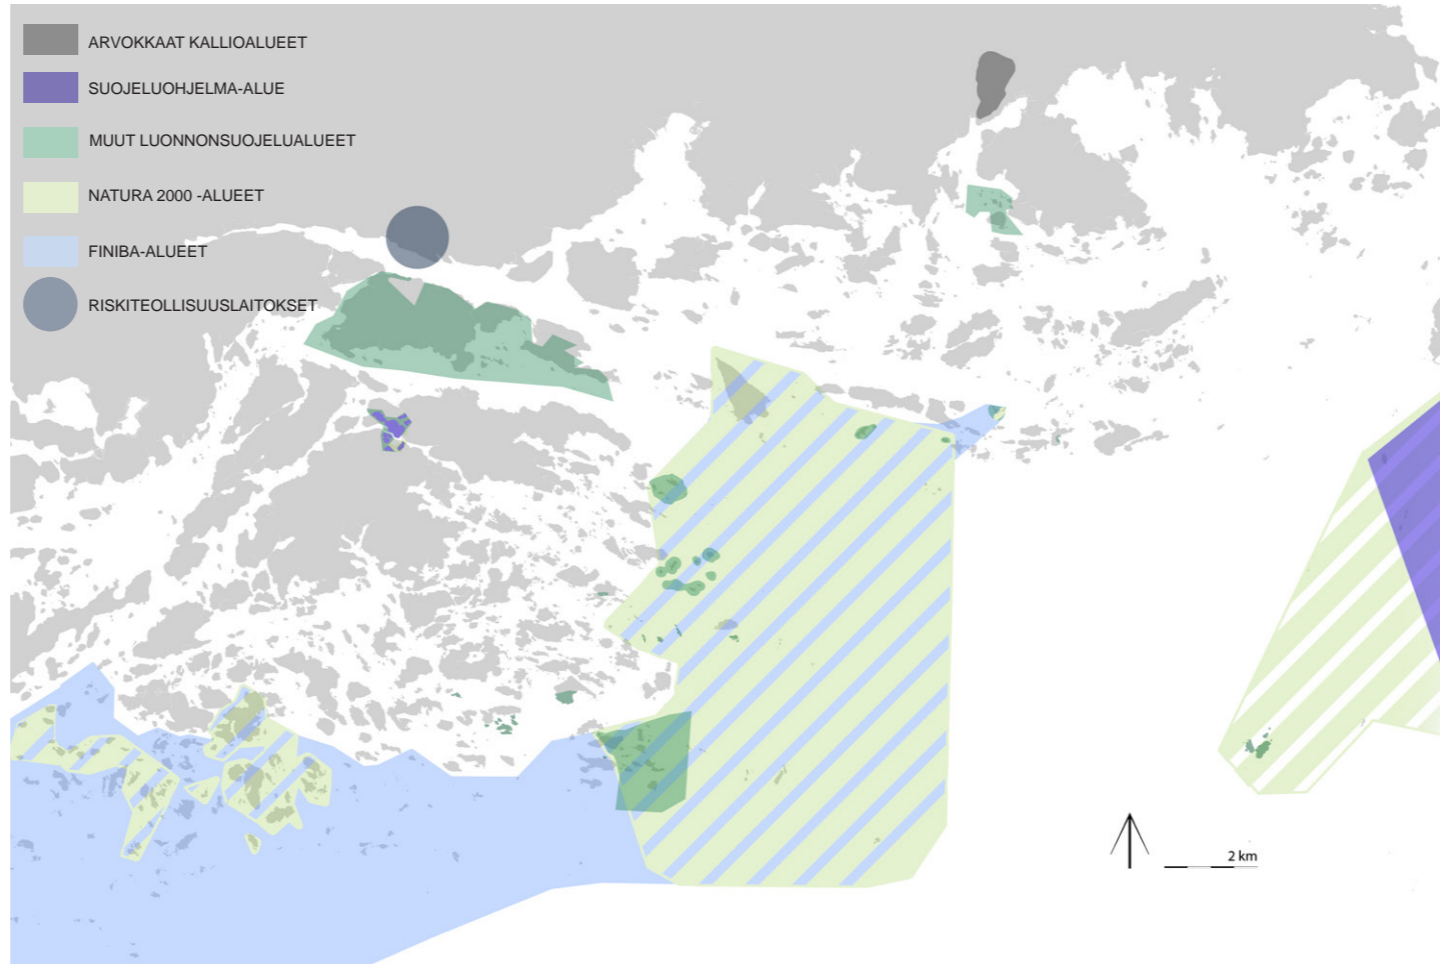 ARVOKKAAT KALLIOALUEET
SUOJELUOHJELMA-ALUE
MUUT LUONNONSUOJELUALUEET
NATURA 2000 -ALUEET
FINIBA-ALUEET
RISKITEOLLISUUSLAITOKSET
2 km